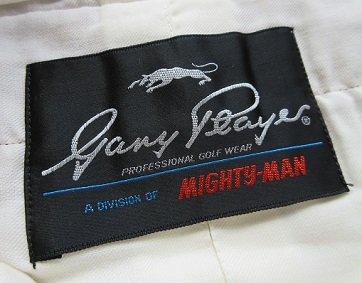 Gary Player®
PROFESSIONAL GOLF WEAR
A DIVISION OF MIGHTY-MAN